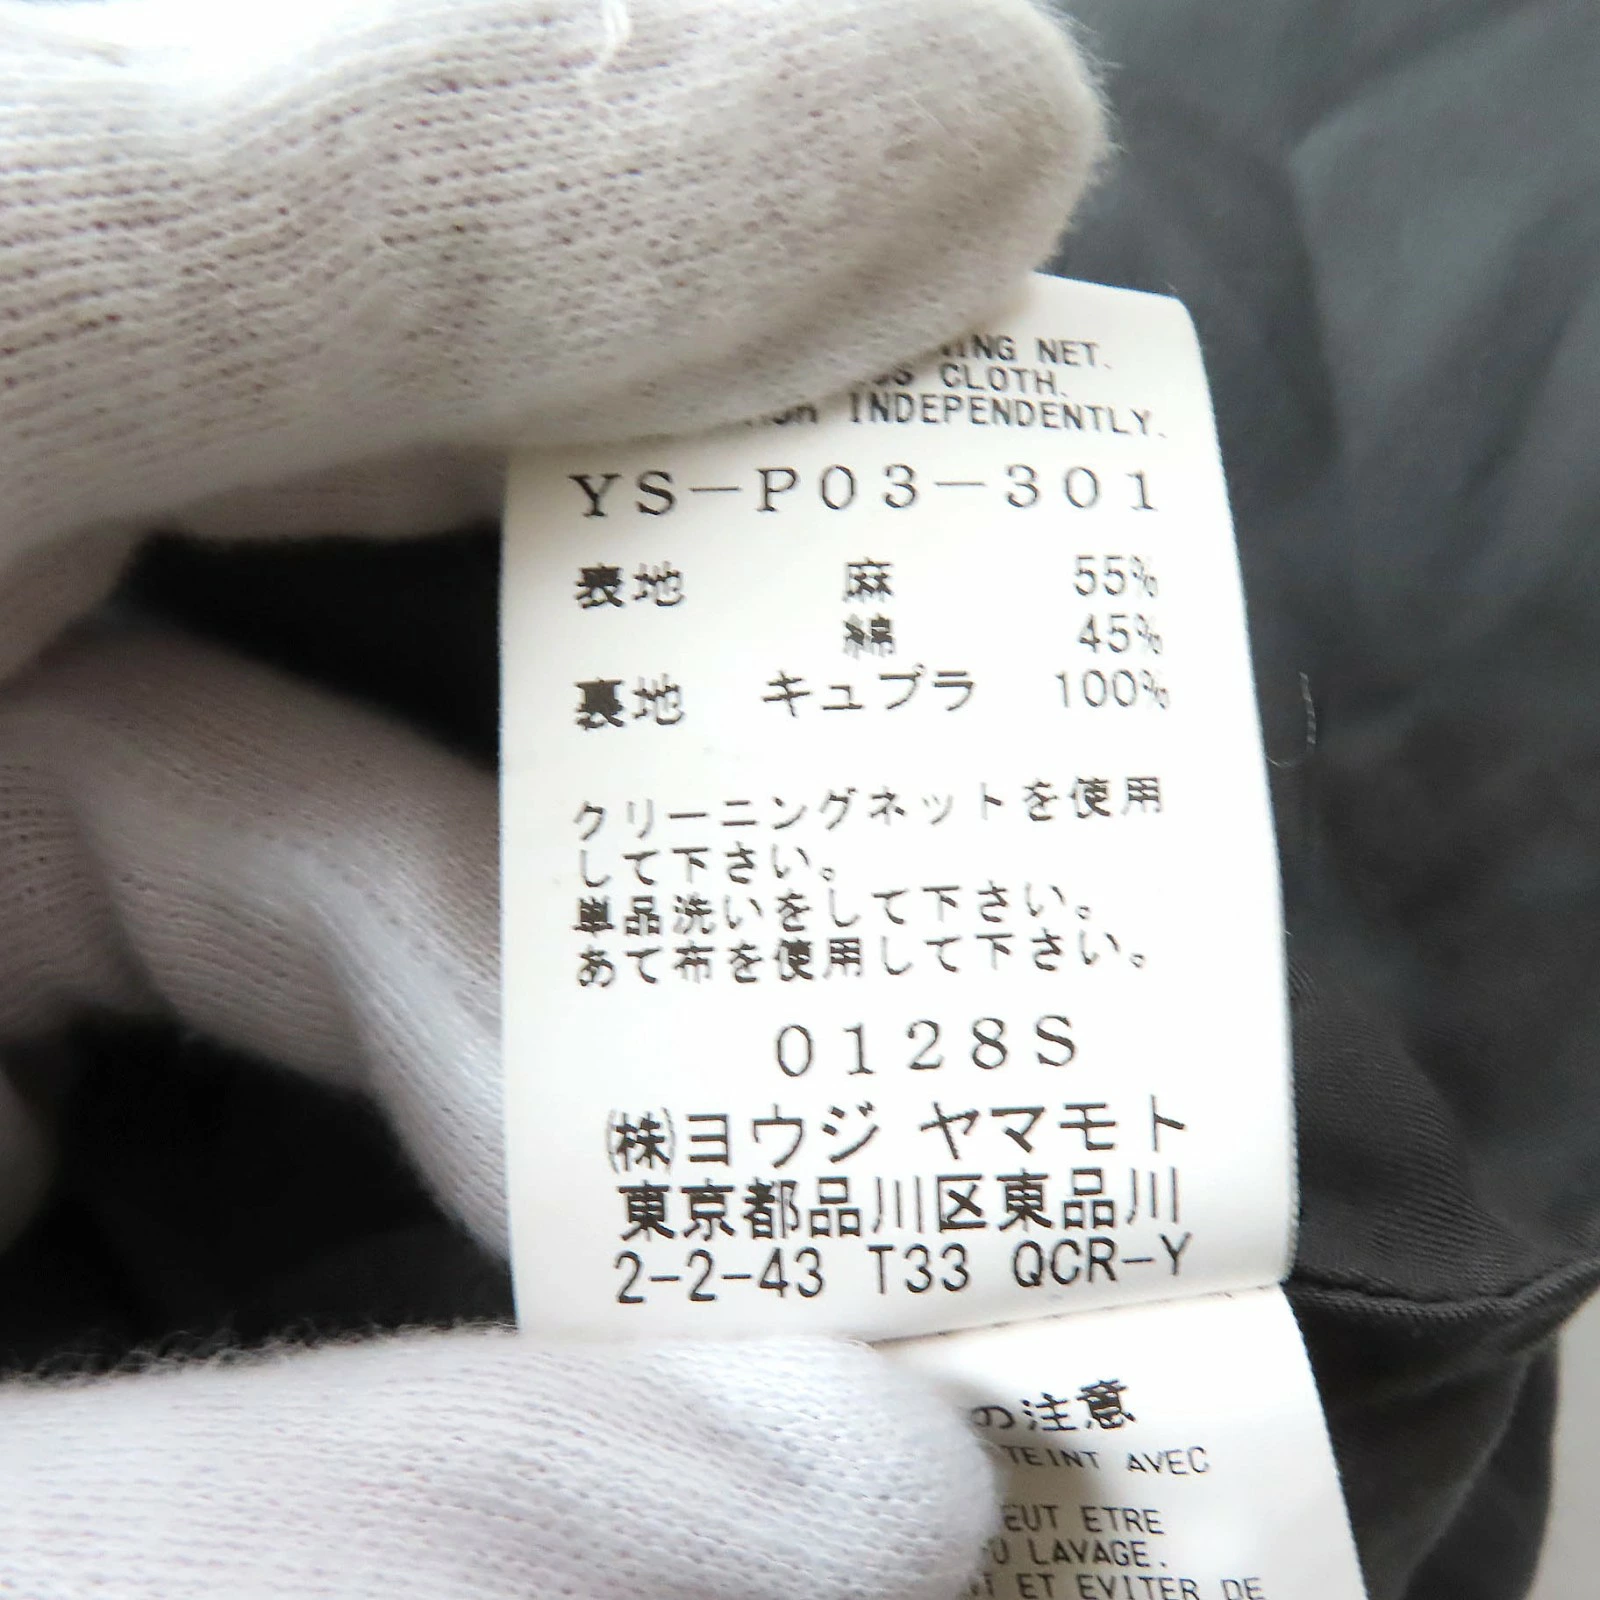 NING NET.
CLOTH.
INDEPENDENTLY.
YS-P03-301
表地 麻 55%
綿 45%
裏地 キュプラ 100%
クリーニングネットを使用
して下さい。
単品洗いをして下さい。
あて布を使用して下さい。
0128S
(株)ヨウジ ヤマモト
東京都品川区東品川
2-2-43 T33 QCR-Y
の注意
TEINT AVEC
EUT ETRE
LAVAGE.
ET EVITER DE